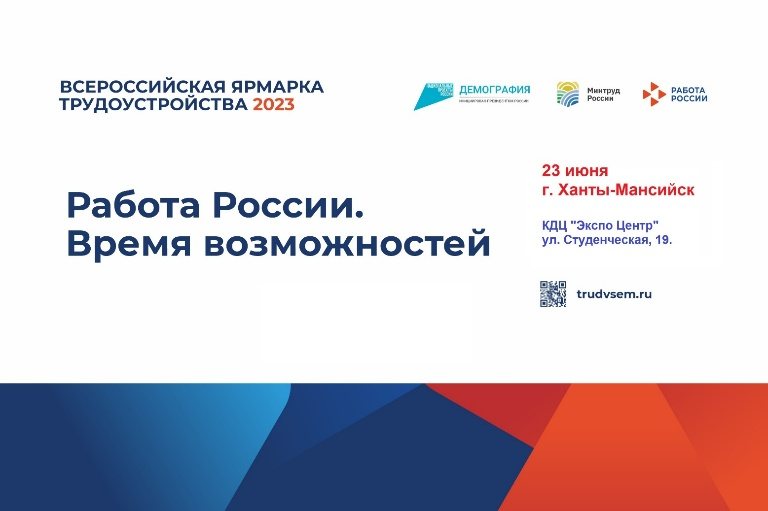 ВСЕРОССИЙСКАЯ ЯРМАРКА
ТРУДОУСТРОЙСТВА 2023
ДЕМОГРАФИЯ
Минтруд
России
РАБОТА
РОССИИ
Работа России.
Время возможностей
23 июня
г. Ханты-Мансийск
КДЦ "Экспо Центр"
ул. Студенческая, 19.
trudvsem.ru